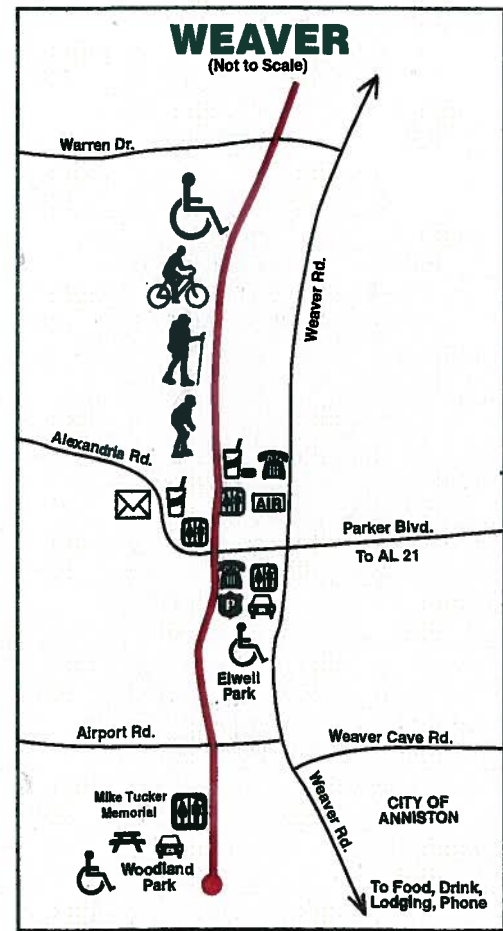 WEAVER
(Not to Scale)
Warren Dr.
Weaver Rd.
Alexandria Rd.
AIR
Parker Blvd.
To AL 21
P
Elwell
Park
Airport Rd.
Weaver Cave Rd.
Mike Tucker
Memorial
Weaver Rd.
CITY OF
ANNISTON
Woodland
Park
To Food, Drink,
Lodging, Phone